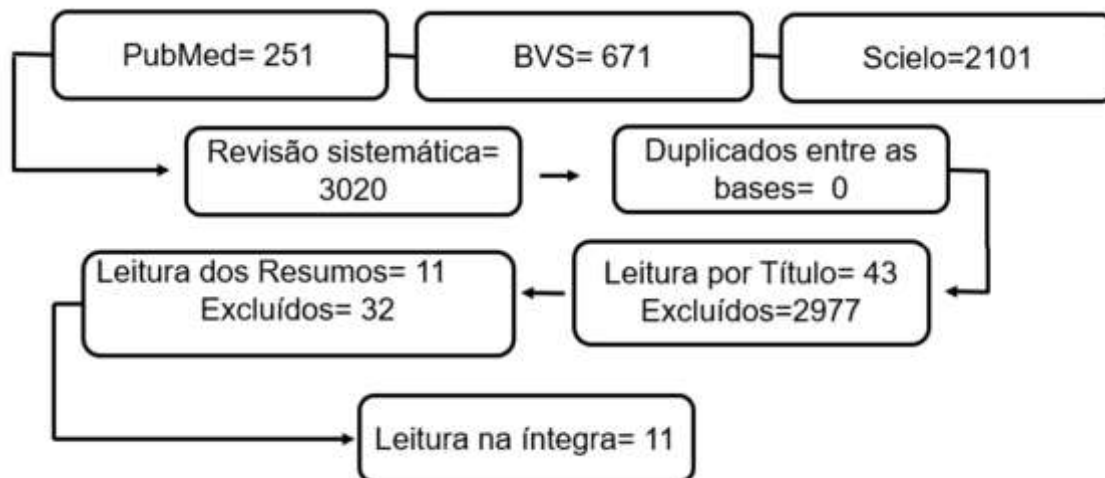 PubMed= 251
BVS= 671
Scielo=2101
Revisão sistemática=
3020
Duplicados entre as
bases=  0
Leitura dos Resumos= 11
Excluídos= 32
Leitura por Título= 43
Excluídos=2977
Leitura na íntegra= 11